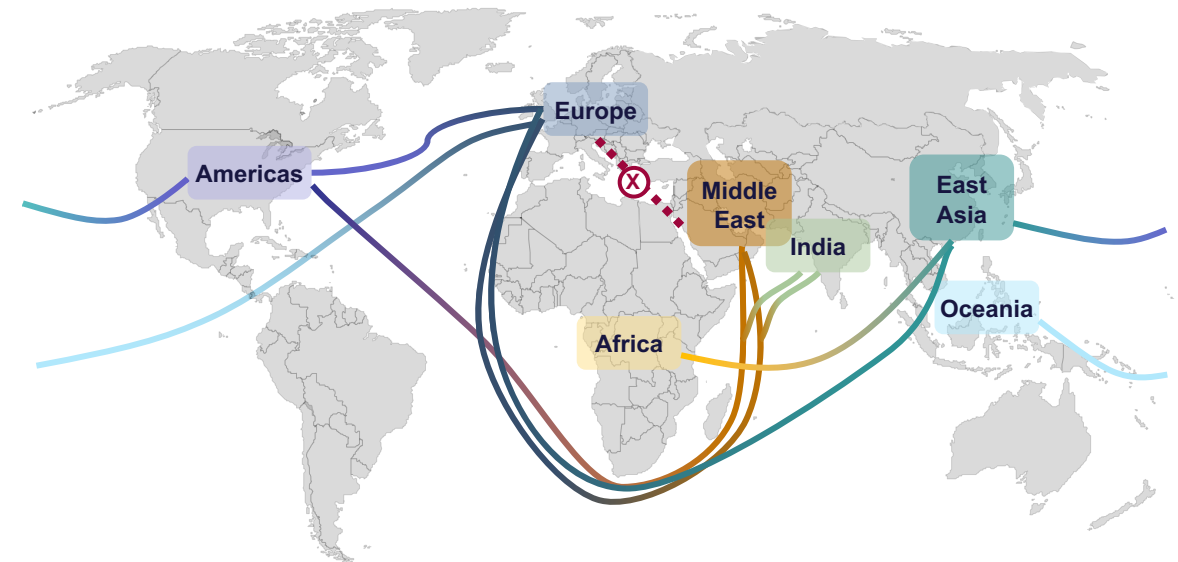 Europe
Americas
X
Middle
East
East
Asia
India
Oceania
Africa